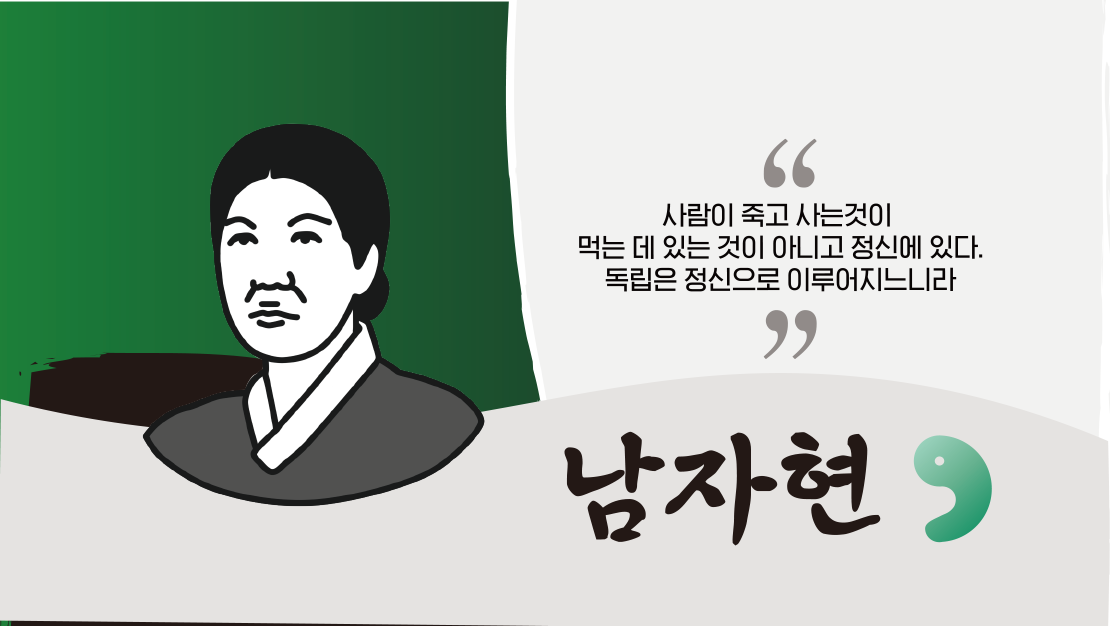 “
사람이 죽고 사는것이
먹는 데 있는 것이 아니고 정신에 있다.
독립은 정신으로 이루어지느니라
”
남자현